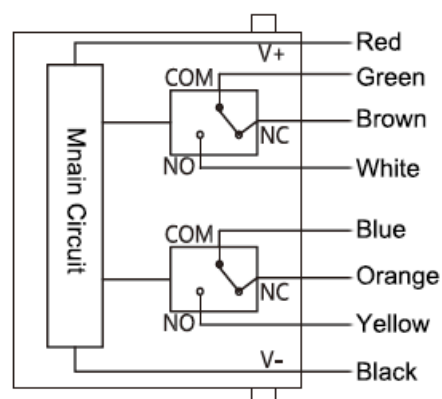 V+ Red
COM Green
Brown
NC
NO White
Mnain Circuit
COM Blue
Orange
NC
NO Yellow
V- Black